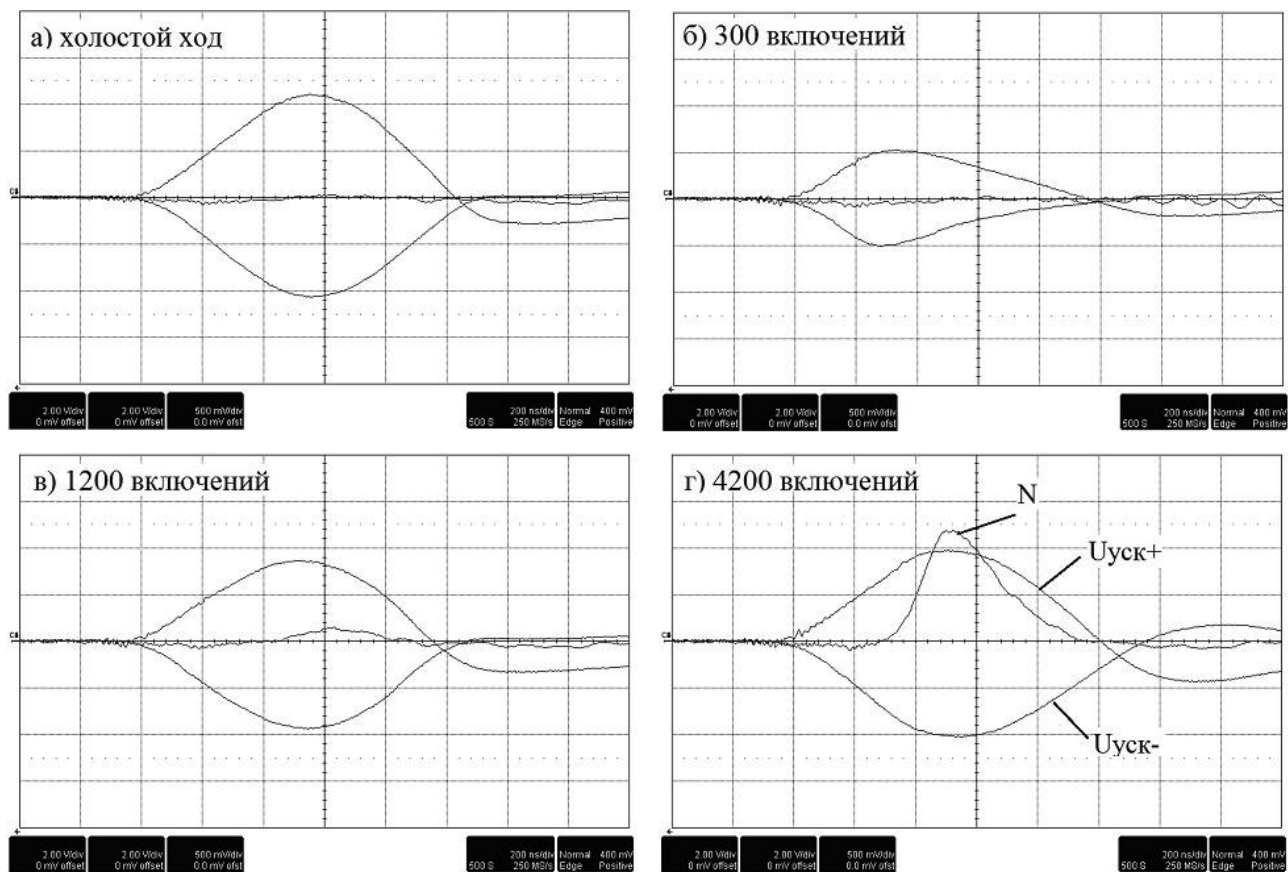 а) холостой ход
C3
2.00 V/div
0 mV offset
2.00 V/div
0 mV offset
500 mV/div
0.0 mV ofst
200 ns/div
500 S 250 MS/s
Normal 400 mV
Edge Positive
б) 300 включений
C3
2.00 V/div
0 mV offset
2.00 V/div
0 mV offset
500 mV/div
0.0 mV ofst
200 ns/div
500 S 250 MS/s
Normal 400 mV
Edge Positive
в) 1200 включений
C3
2.00 V/div
0 mV offset
2.00 V/div
0 mV offset
500 mV/div
0.0 mV ofst
200 ns/div
500 S 250 MS/s
Normal 400 mV
Edge Positive
г) 4200 включений
N
Uуск+
C3
Uуск-
2.00 V/div
0 mV offset
2.00 V/div
0 mV offset
500 mV/div
0.0 mV ofst
200 ns/div
500 S 250 MS/s
Normal 400 mV
Edge Positive